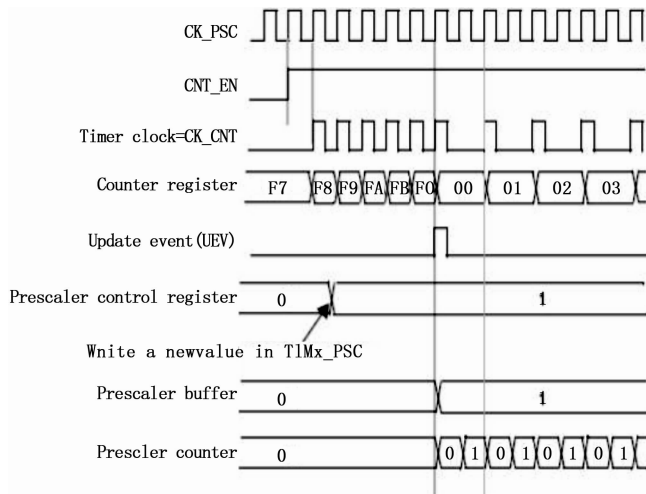 CK_PSC
CNT_EN
Timer clock=CK_CNT
Counter register F7 F8 F9 FA FB FO 00 01 02 03
Update event(UEV)
Prescaler control register 0 1
Wnite a newvalue in TlMx_PSC
Prescaler buffer 0 1
Prescler counter 0 0 1 0 1 0 1 0 1